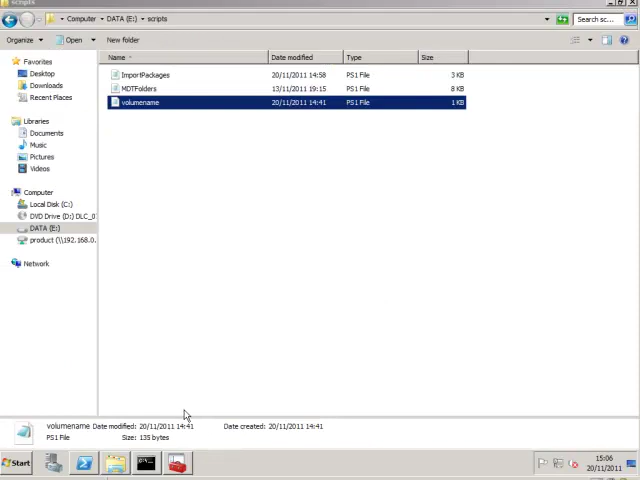 scripts
Computer ▸ DATA (E:) ▸ scripts
Search sc...
Organize
Open
New folder
Name
Date modified
Type
Size
Favorites
Desktop
Downloads
Recent Places
Libraries
Documents
Music
Pictures
Videos
Computer
Local Disk (C:)
DVD Drive (D:) DLC_0
DATA (E:)
product (\\192.168.0.
Network
ImportPackages 20/11/2011 14:58 PS1 File 3 KB
MDTFolders 13/11/2011 19:15 PS1 File 8 KB
volumename 20/11/2011 14:41 PS1 File 1 KB
volumename Date modified: 20/11/2011 14:41 Date created: 20/11/2011 14:41
PS1 File Size: 135 bytes
Start
15:06
20/11/2011